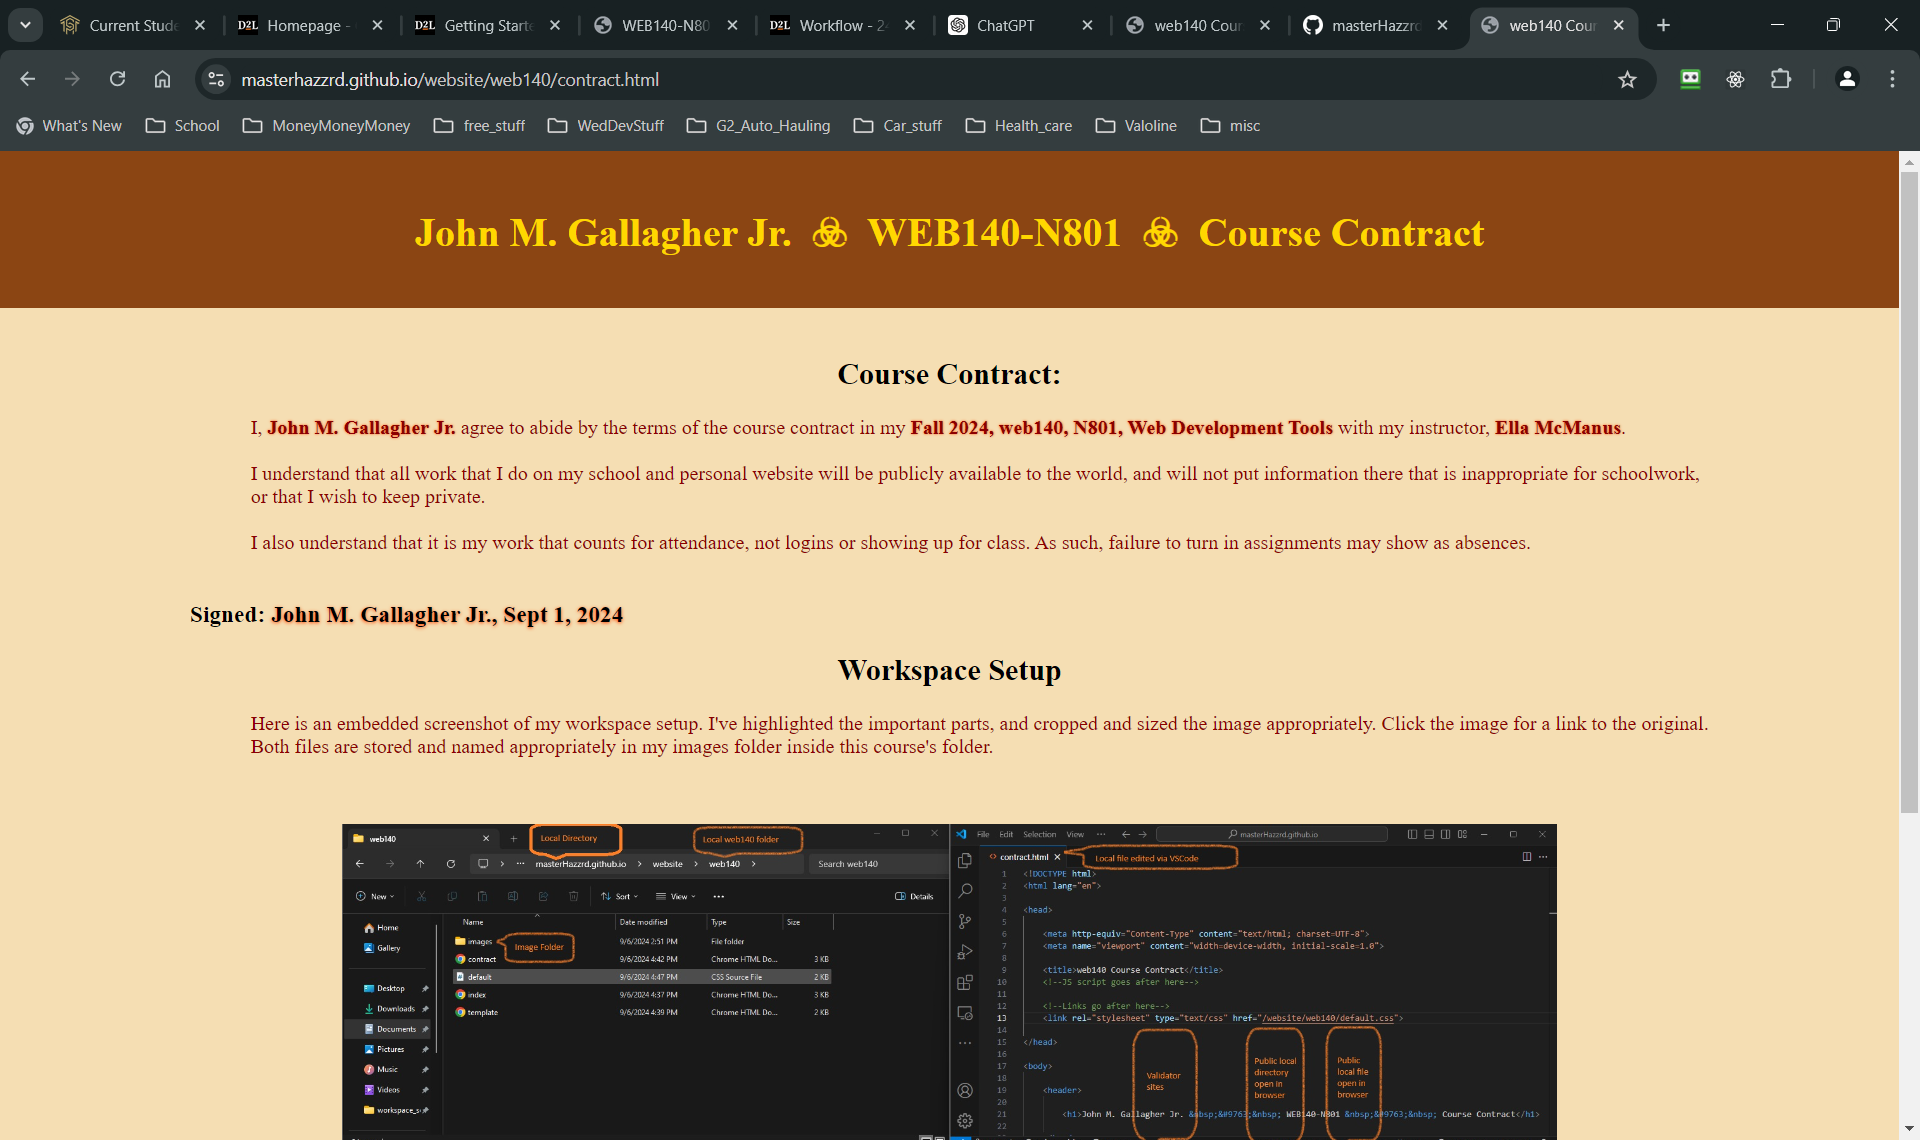 Current Stude
D2L Homepage -
D2L Getting Starte
WEB140-N80
D2L Workflow - 24
ChatGPT
web140 Cour
masterHazzrd
web140 Cour
masterhazzrd.github.io/website/web140/contract.html
What's New School MoneyMoneyMoney free_stuff WedDevStuff G2_Auto_Hauling Car_stuff Health_care Valoline misc
John M. Gallagher Jr. ☣ WEB140-N801 ☣ Course Contract
Course Contract:
I, John M. Gallagher Jr. agree to abide by the terms of the course contract in my Fall 2024, web140, N801, Web Development Tools with my instructor, Ella McManus.
I understand that all work that I do on my school and personal website will be publicly available to the world, and will not put information there that is inappropriate for schoolwork,
or that I wish to keep private.
I also understand that it is my work that counts for attendance, not logins or showing up for class. As such, failure to turn in assignments may show as absences.
Signed: John M. Gallagher Jr., Sept 1, 2024
Workspace Setup
Here is an embedded screenshot of my workspace setup. I've highlighted the important parts, and cropped and sized the image appropriately. Click the image for a link to the original.
Both files are stored and named appropriately in my images folder inside this course's folder.
web140
Local Directory
Local web140 folder
masterHazzrd.github.io > website > web140 >
Search web140
New
Sort
View
Details
Name Date modified Type Size
Home
Gallery
Desktop
Downloads
Documents
Pictures
Music
Videos
workspace_s
images 9/6/2024 2:51 PM File folder
Image Folder
contract 9/6/2024 4:42 PM Chrome HTML Do... 3 KB
default 9/6/2024 4:47 PM CSS Source File 2 KB
index 9/6/2024 4:37 PM Chrome HTML Do... 3 KB
template 9/6/2024 4:39 PM Chrome HTML Do... 2 KB
File Edit Selection View ···
masterHazzrd.github.io
contract.html
Local file edited via VSCode
1 <!DOCTYPE html>
2 <html lang="en">
3
4 <head>
5
6 <meta http-equiv="Content-Type" content="text/html; charset=UTF-8">
7 <meta name="viewport" content="width=device-width, initial-scale=1.0">
8
9 <title>web140 Course Contract</title>
10 <!--JS script goes after here-->
11
12 <!--Links go after here-->
13 <link rel="stylesheet" type="text/css" href="/website/web140/default.css">
14
15 </head>
16
17 <body>
18
19 <header>
20
21 <h1>John M. Gallagher Jr. &nbsp;&#9763;&nbsp; WEB140-N801 &nbsp;&#9763;&nbsp; Course Contract</h1>
22
Validator
sites
Public local
directory
open in
browser
Public
local file
open in
browser